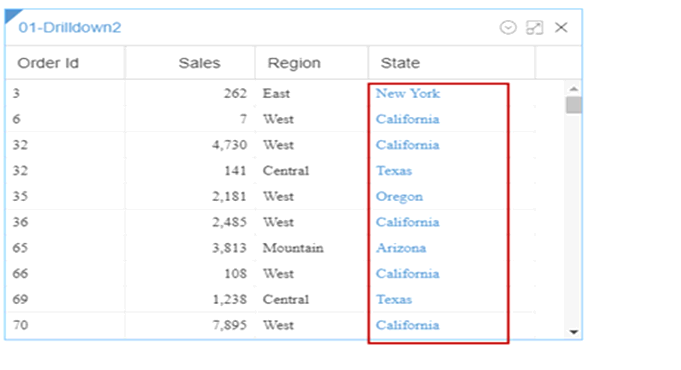 01-Drilldown2
Order Id Sales Region State
3 262 East New York
6 7 West California
32 4,730 West California
32 141 Central Texas
35 2,181 West Oregon
36 2,485 West California
65 3,813 Mountain Arizona
66 108 West California
69 1,238 Central Texas
70 7,895 West California